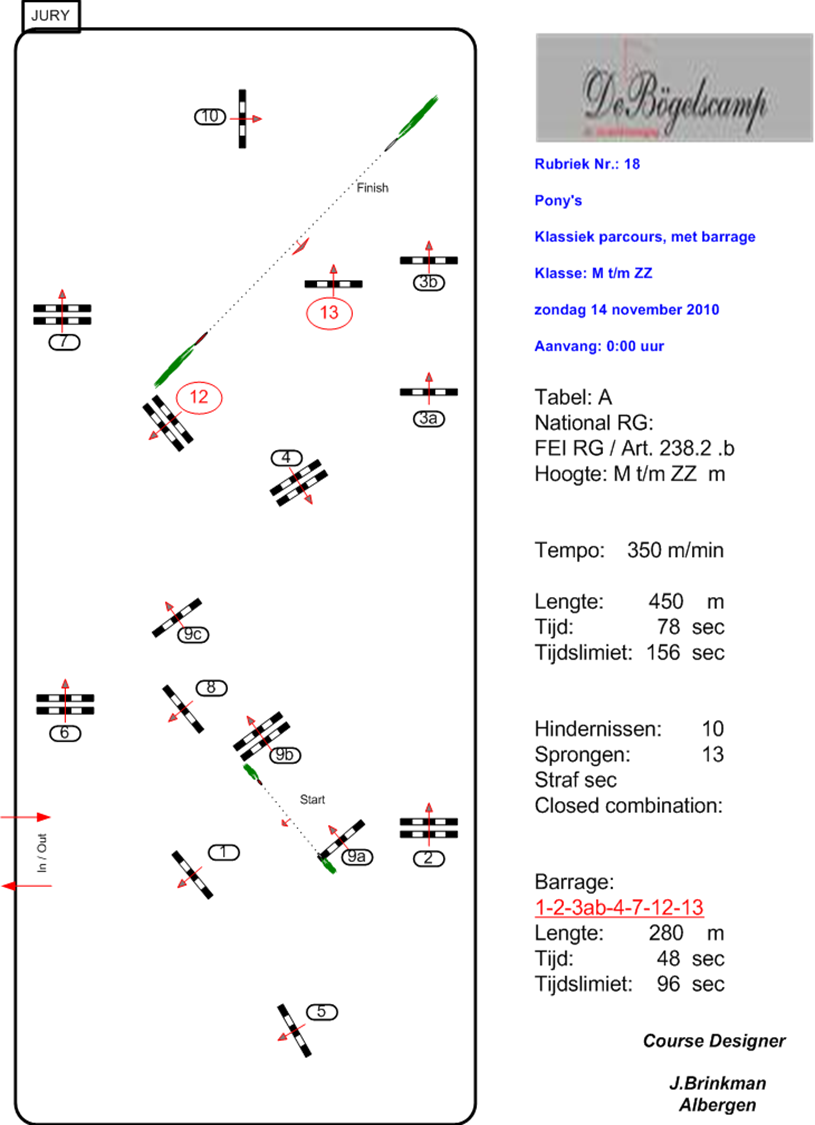 JURY
10
Finish
3b
13
7
12
3a
4
9c
8
6
9b
Start
In / Out
1
9a
2
5
De Bögelscamp
Rubriek Nr.: 18
Pony's
Klassiek parcours, met barrage
Klasse: M t/m ZZ
zondag 14 november 2010
Aanvang: 0:00 uur
Tabel: A
National RG:
FEI RG / Art. 238.2 .b
Hoogte: M t/m ZZ m
Tempo: 350 m/min
Lengte: 450 m
Tijd: 78 sec
Tijdslimiet: 156 sec
Hindernissen: 10
Sprongen: 13
Straf sec
Closed combination:
Barrage:
1-2-3ab-4-7-12-13
Lengte: 280 m
Tijd: 48 sec
Tijdslimiet: 96 sec
Course Designer
J.Brinkman
Albergen